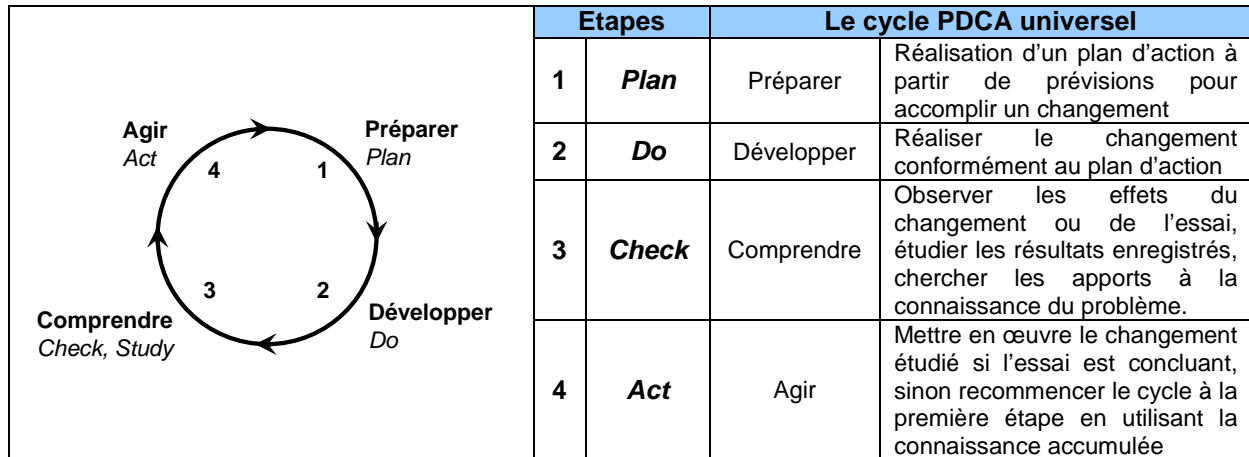 Agir
Act
4
Préparer
Plan
1
3
2
Comprendre
Check, Study
Développer
Do
Etapes
Le cycle PDCA universel
1
Plan
Préparer
Réalisation d'un plan d'action à
partir de prévisions pour
accomplir un changement
2
Do
Développer
Réaliser le changement
conformément au plan d'action
3
Check
Comprendre
Observer les effets du
changement ou de l'essai,
étudier les résultats enregistrés,
chercher les apports à la
connaissance du problème.
4
Act
Agir
Mettre en œuvre le changement
étudié si l'essai est concluant,
sinon recommencer le cycle à la
première étape en utilisant la
connaissance accumulée